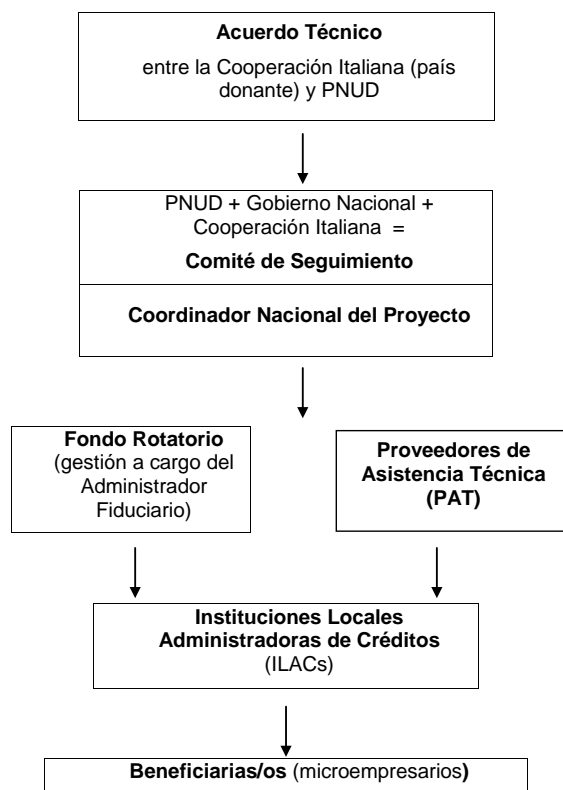 Acuerdo Técnico
entre la Cooperación Italiana (país
donante) y PNUD
PNUD + Gobierno Nacional +
Cooperación Italiana =
Comité de Seguimiento
Coordinador Nacional del Proyecto
Fondo Rotatorio
(gestión a cargo del
Administrador
Fiduciario)
Proveedores de
Asistencia Técnica
(PAT)
Instituciones Locales
Administradoras de Créditos
(ILACs)
Beneficiarias/os (microempresarios)